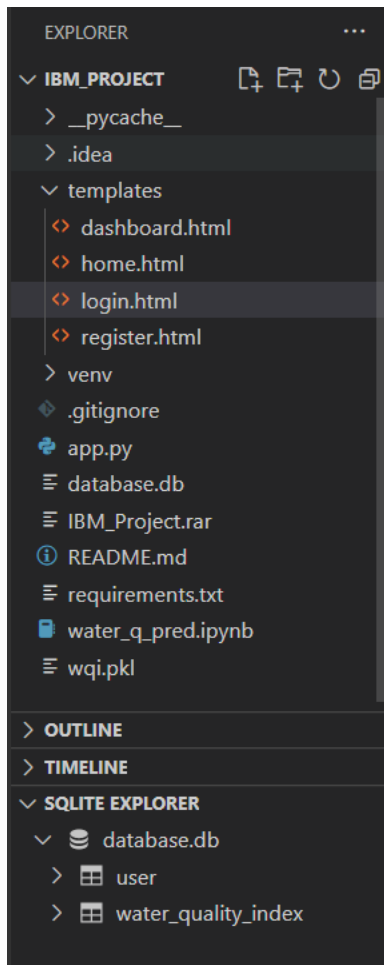 EXPLORER
IBM_PROJECT
__pycache__
.idea
templates
dashboard.html
home.html
login.html
register.html
venv
.gitignore
app.py
database.db
IBM_Project.rar
README.md
requirements.txt
water_q_pred.ipynb
wqi.pkl
OUTLINE
TIMELINE
SQLITE EXPLORER
database.db
user
water_quality_index